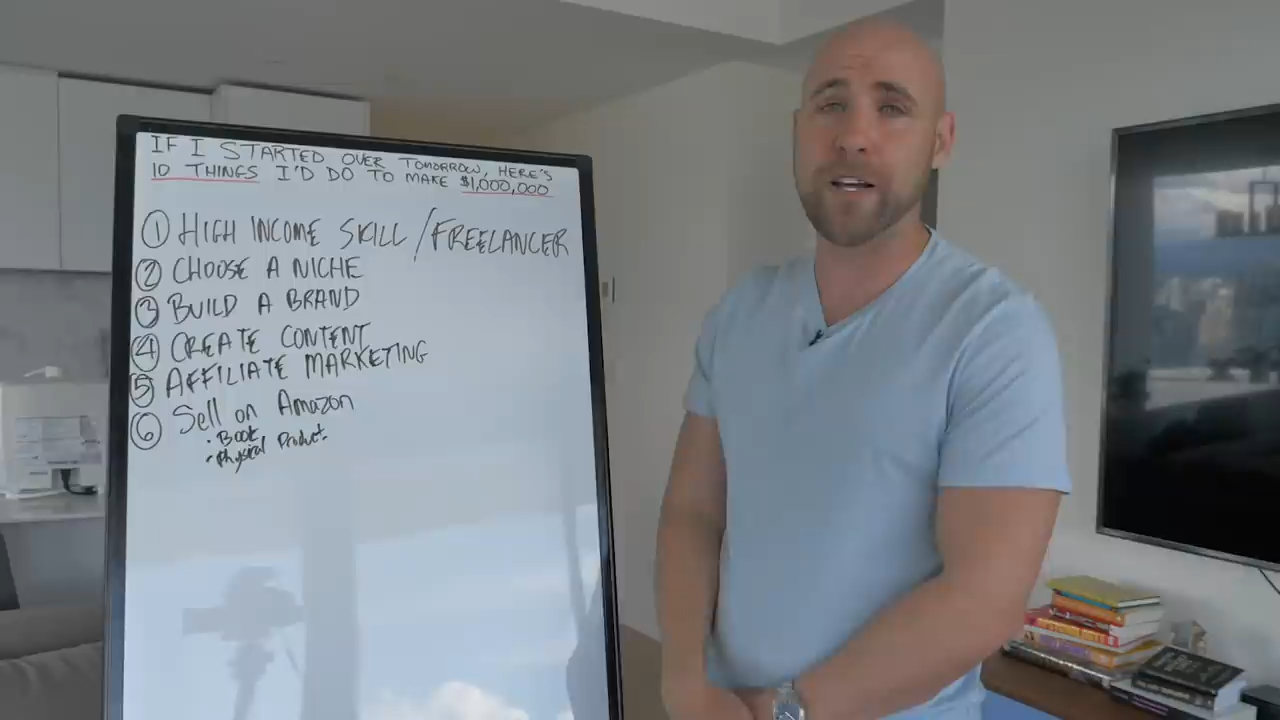 IF I STARTED OVER TOMORROW, HERE'S
10 THINGS I'D DO TO MAKE $1,000,000
① HIGH INCOME SKILL/FREELANCER
② CHOOSE A NICHE
③ BUILD A BRAND
④ CREATE CONTENT
⑤ AFFILIATE MARKETING
⑥ Sell on Amazon
• Book
• Physical Product